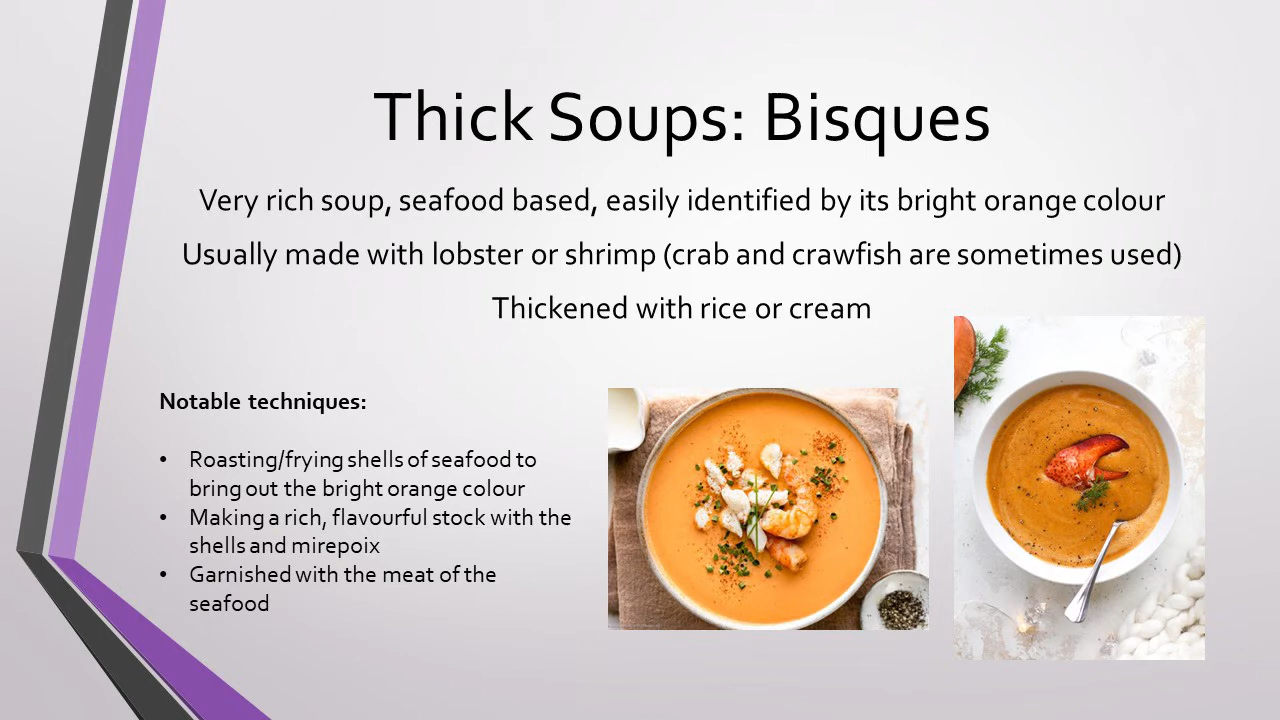 Thick Soups: Bisques
Very rich soup, seafood based, easily identified by its bright orange colour
Usually made with lobster or shrimp (crab and crawfish are sometimes used)
Thickened with rice or cream
Notable techniques:
• Roasting/frying shells of seafood to
bring out the bright orange colour
• Making a rich, flavourful stock with the
shells and mirepoix
• Garnished with the meat of the
seafood